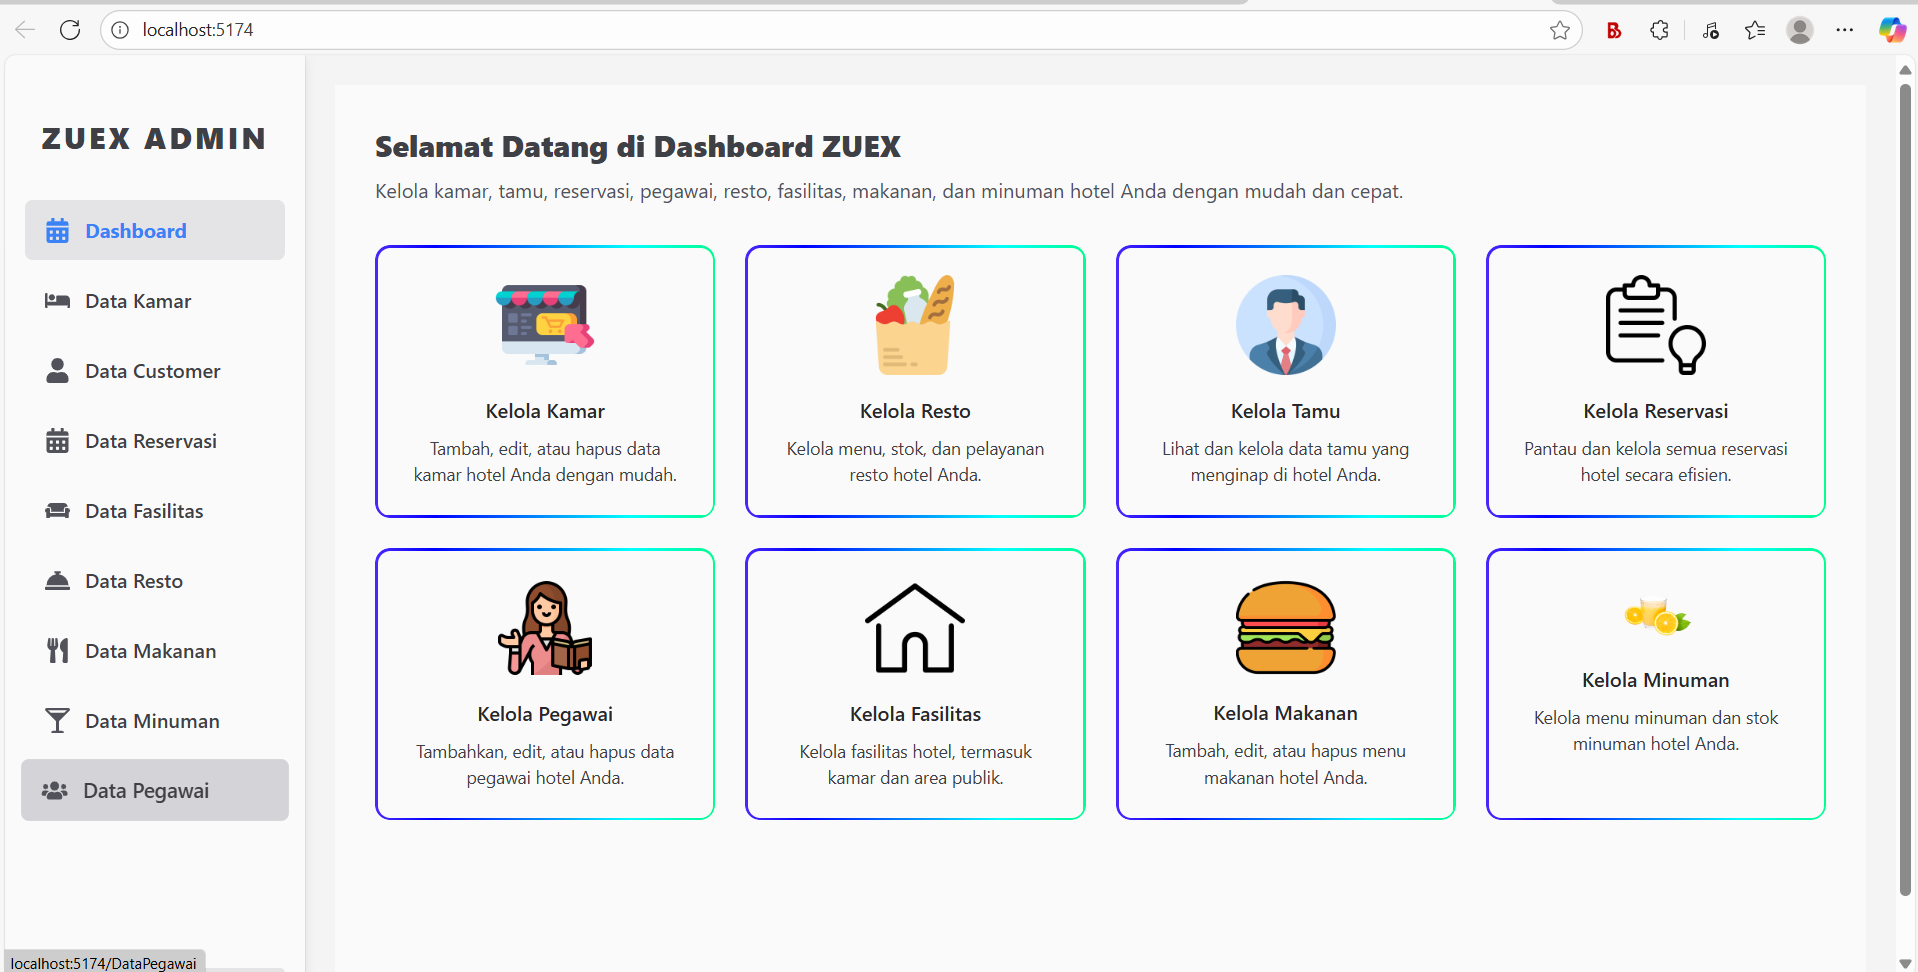 localhost:5174
ZUEX ADMIN
Dashboard
Data Kamar
Data Customer
Data Reservasi
Data Fasilitas
Data Resto
Data Makanan
Data Minuman
Data Pegawai
Selamat Datang di Dashboard ZUEX
Kelola kamar, tamu, reservasi, pegawai, resto, fasilitas, makanan, dan minuman hotel Anda dengan mudah dan cepat.
Kelola Kamar
Tambah, edit, atau hapus data
kamar hotel Anda dengan mudah.
Kelola Resto
Kelola menu, stok, dan pelayanan
resto hotel Anda.
Kelola Tamu
Lihat dan kelola data tamu yang
menginap di hotel Anda.
Kelola Reservasi
Pantau dan kelola semua reservasi
hotel secara efisien.
Kelola Pegawai
Tambahkan, edit, atau hapus data
pegawai hotel Anda.
Kelola Fasilitas
Kelola fasilitas hotel, termasuk
kamar dan area publik.
Kelola Makanan
Tambah, edit, atau hapus menu
makanan hotel Anda.
Kelola Minuman
Kelola menu minuman dan stok
minuman hotel Anda.
localhost:5174/DataPegawai